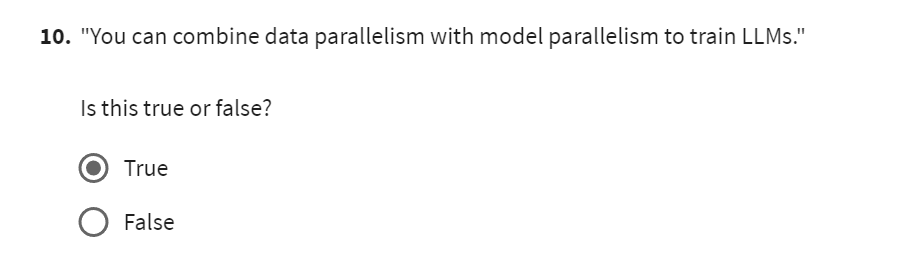 10. "You can combine data parallelism with model parallelism to train LLMs."
Is this true or false?
True
False